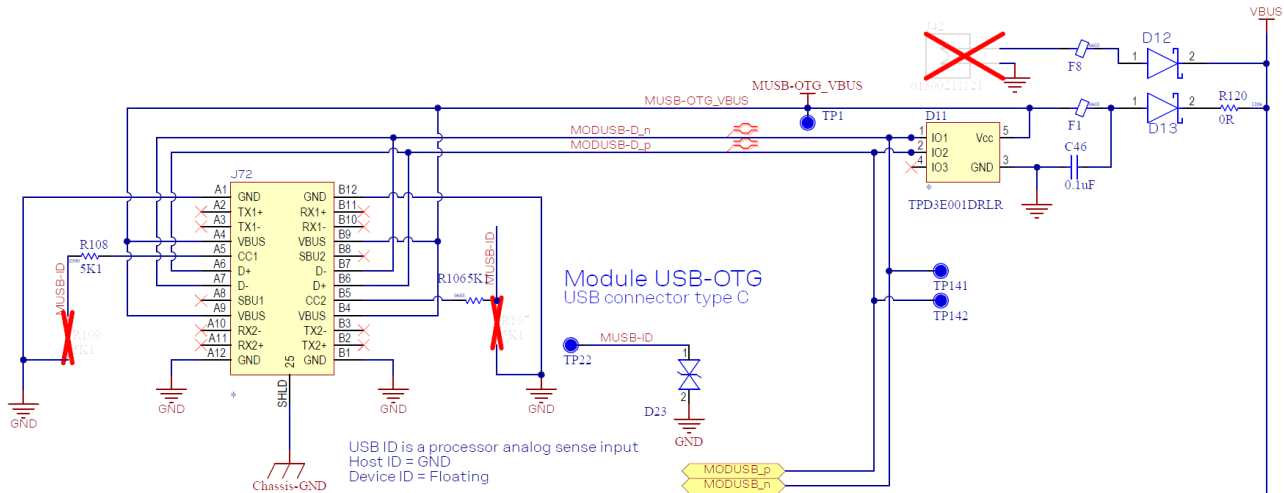 VBUS
J42
61300211121
F8
1
D12
2
MUSB-OTG_VBUS
MUSB-OTG_VBUS
TP1
F1
1
D13
2
R120
0R
D11
1
IO1
2
IO2
4
IO3
Vcc
5
GND
3
*
TPD3E001DRLR
C46
0.1uF
GND
MODUSB-D_n
MODUSB-D_p
J72
A1
GND
A2
TX1+
A3
TX1-
A4
VBUS
A5
CC1
A6
D+
A7
D-
A8
SBU1
A9
VBUS
A10
RX2-
A11
RX2+
A12
GND
GND
B12
RX1+
B11
RX1-
B10
VBUS
B9
SBU2
B8
D-
B7
D+
B6
CC2
B5
VBUS
B4
TX2-
B3
TX2+
B2
GND
B1
25
SHLD
*
R108
5K1
MUSB-ID
R109
5K1
R106 5K1
MUSB-ID
R107
5K1
GND
GND
GND
GND
Chassis-GND
Module USB-OTG
USB connector type C
TP141
TP142
TP22
MUSB-ID
1
2
D23
GND
USB ID is a processor analog sense input
Host ID = GND
Device ID = Floating
MODUSB_p
MODUSB_n